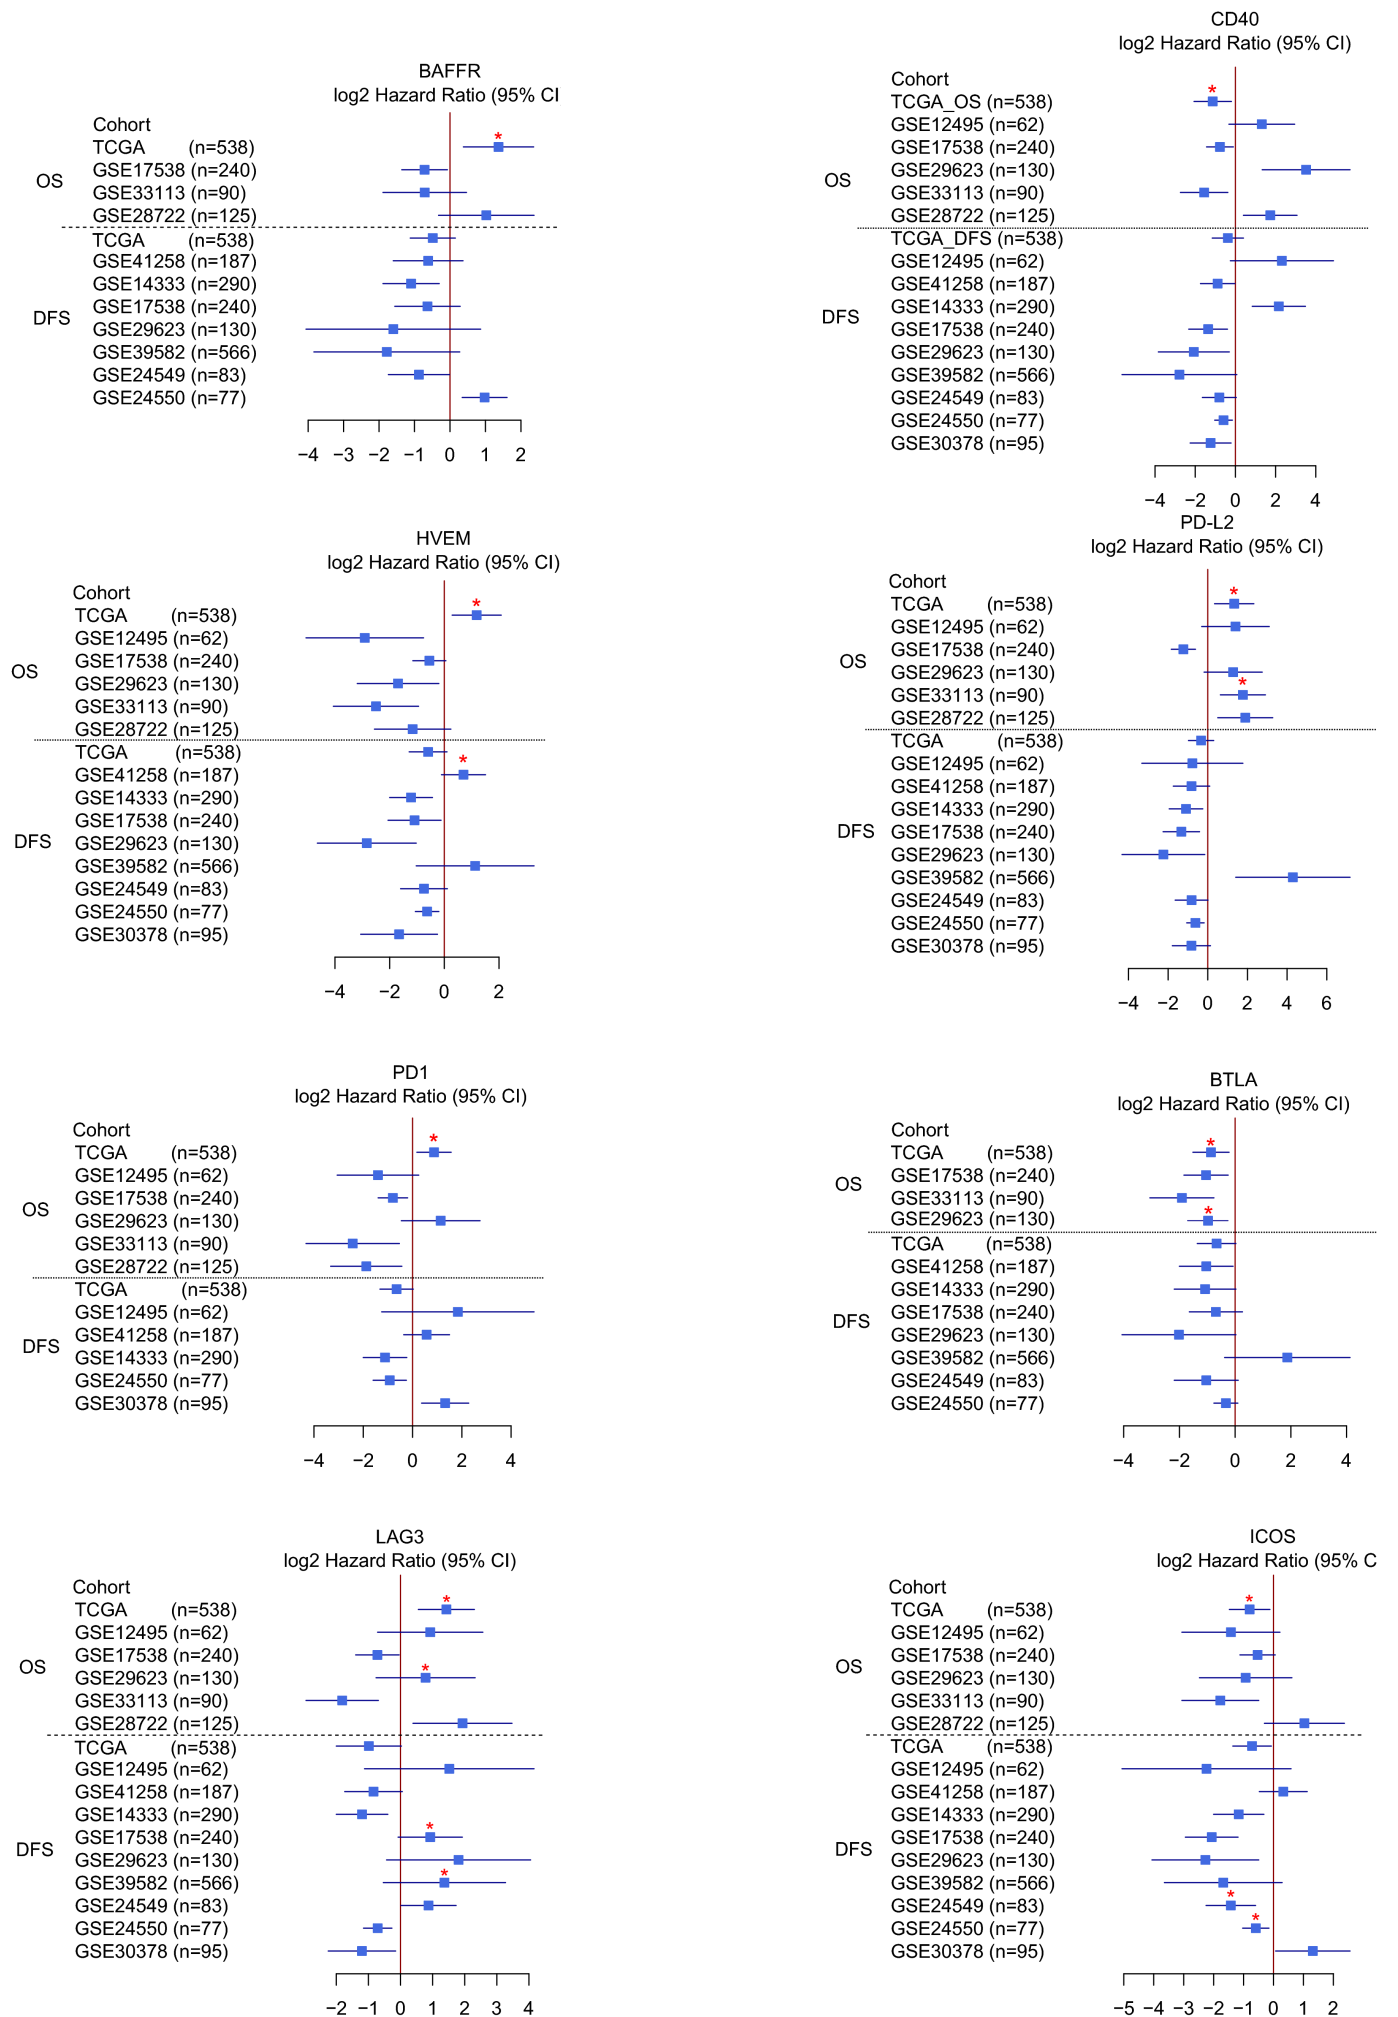 BAFFR
log2 Hazard Ratio (95% CI
Cohort
TCGA (n=538)
*
GSE17538 (n=240)
OS
GSE33113 (n=90)
GSE28722 (n=125)
TCGA (n=538)
GSE41258 (n=187)
GSE14333 (n=290)
GSE17538 (n=240)
DFS
GSE29623 (n=130)
GSE39582 (n=566)
GSE24549 (n=83)
GSE24550 (n=77)
−4 −3 −2 −1 0 1 2
CD40
log2 Hazard Ratio (95% CI)
Cohort
*
TCGA_OS (n=538)
GSE12495 (n=62)
GSE17538 (n=240)
OS
GSE29623 (n=130)
GSE33113 (n=90)
GSE28722 (n=125)
TCGA_DFS (n=538)
GSE12495 (n=62)
GSE41258 (n=187)
GSE14333 (n=290)
DFS
GSE17538 (n=240)
GSE29623 (n=130)
GSE39582 (n=566)
GSE24549 (n=83)
GSE24550 (n=77)
GSE30378 (n=95)
−4 −2 0 2 4
HVEM
log2 Hazard Ratio (95% CI)
Cohort
*
TCGA (n=538)
GSE12495 (n=62)
GSE17538 (n=240)
OS
GSE29623 (n=130)
GSE33113 (n=90)
GSE28722 (n=125)
TCGA (n=538)
*
GSE41258 (n=187)
GSE14333 (n=290)
GSE17538 (n=240)
DFS
GSE29623 (n=130)
GSE39582 (n=566)
GSE24549 (n=83)
GSE24550 (n=77)
GSE30378 (n=95)
−4 −2 0 2
PD-L2
log2 Hazard Ratio (95% CI)
Cohort
*
TCGA (n=538)
GSE12495 (n=62)
GSE17538 (n=240)
OS
GSE29623 (n=130)
*
GSE33113 (n=90)
GSE28722 (n=125)
TCGA (n=538)
GSE12495 (n=62)
GSE41258 (n=187)
GSE14333 (n=290)
DFS
GSE17538 (n=240)
GSE29623 (n=130)
GSE39582 (n=566)
GSE24549 (n=83)
GSE24550 (n=77)
GSE30378 (n=95)
−4 −2 0 2 4 6
PD1
log2 Hazard Ratio (95% CI)
Cohort
*
TCGA (n=538)
GSE12495 (n=62)
GSE17538 (n=240)
OS
GSE29623 (n=130)
GSE33113 (n=90)
GSE28722 (n=125)
TCGA (n=538)
GSE12495 (n=62)
GSE41258 (n=187)
DFS
GSE14333 (n=290)
GSE24550 (n=77)
GSE30378 (n=95)
−4 −2 0 2 4
BTLA
log2 Hazard Ratio (95% CI)
Cohort
*
TCGA (n=538)
GSE17538 (n=240)
OS
GSE33113 (n=90)
*
GSE29623 (n=130)
TCGA (n=538)
GSE41258 (n=187)
GSE14333 (n=290)
GSE17538 (n=240)
DFS
GSE29623 (n=130)
GSE39582 (n=566)
GSE24549 (n=83)
GSE24550 (n=77)
−4 −2 0 2 4
LAG3
log2 Hazard Ratio (95% CI)
Cohort
*
TCGA (n=538)
GSE12495 (n=62)
GSE17538 (n=240)
OS
*
GSE29623 (n=130)
GSE33113 (n=90)
GSE28722 (n=125)
TCGA (n=538)
GSE12495 (n=62)
GSE41258 (n=187)
GSE14333 (n=290)
*
GSE17538 (n=240)
DFS
GSE29623 (n=130)
*
GSE39582 (n=566)
GSE24549 (n=83)
GSE24550 (n=77)
GSE30378 (n=95)
−2 −1 0 1 2 3 4
ICOS
log2 Hazard Ratio (95% C
Cohort
*
TCGA (n=538)
GSE12495 (n=62)
GSE17538 (n=240)
OS
GSE29623 (n=130)
GSE33113 (n=90)
GSE28722 (n=125)
TCGA (n=538)
GSE12495 (n=62)
GSE41258 (n=187)
GSE14333 (n=290)
GSE17538 (n=240)
DFS
GSE29623 (n=130)
GSE39582 (n=566)
*
GSE24549 (n=83)
*
GSE24550 (n=77)
GSE30378 (n=95)
−5 −4 −3 −2 −1 0 1 2